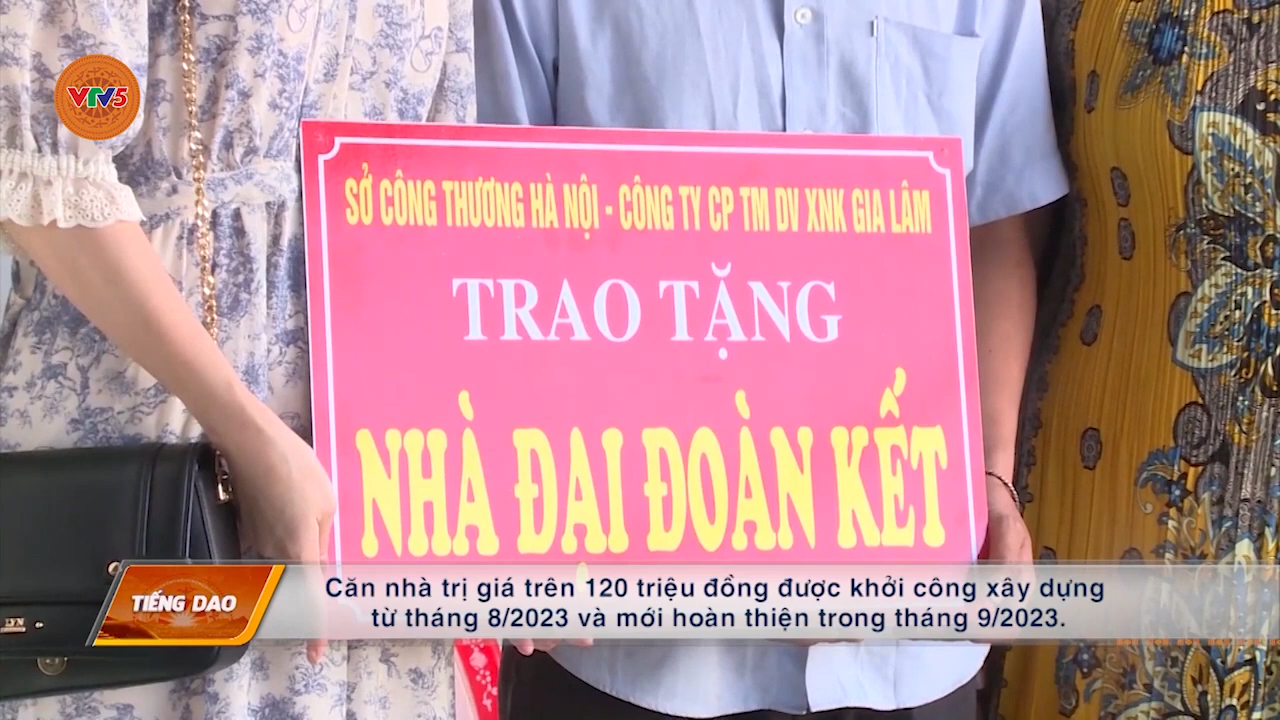 VTV5
SỞ CÔNG THƯƠNG HÀ NỘI - CÔNG TY CP TM DV XNK GIA LÂM
TRAO TẶNG
NHÀ ĐẠI ĐOÀN KẾT
TIẾNG DAO
Căn nhà trị giá trên 120 triệu đồng được khởi công xây dựng
từ tháng 8/2023 và mới hoàn thiện trong tháng 9/2023.